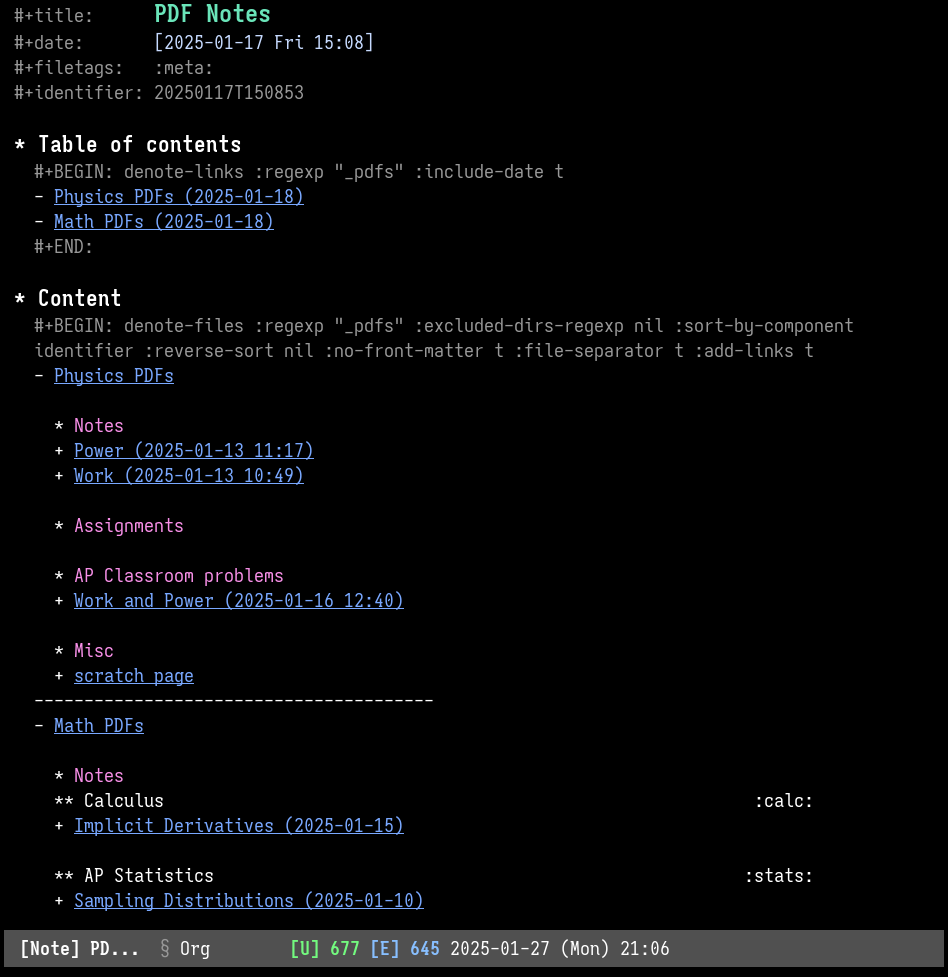 #+title:      PDF Notes
#+date:       [2025-01-17 Fri 15:08]
#+filetags:   :meta:
#+identifier: 20250117T150853

* Table of contents
  #+BEGIN: denote-links :regexp "_pdfs" :include-date t
  - Physics PDFs (2025-01-18)
  - Math PDFs (2025-01-18)
  #+END:

* Content
  #+BEGIN: denote-files :regexp "_pdfs" :excluded-dirs-regexp nil :sort-by-component
  identifier :reverse-sort nil :no-front-matter t :file-separator t :add-links t
  - Physics PDFs

    * Notes
    + Power (2025-01-13 11:17)
    + Work (2025-01-13 10:49)

    * Assignments

    * AP Classroom problems
    + Work and Power (2025-01-16 12:40)

    * Misc
    + scratch page
  ----------------------------------------
  - Math PDFs

    * Notes
    ** Calculus                                                           :calc:
    + Implicit Derivatives (2025-01-15)

    ** AP Statistics                                                     :stats:
    + Sampling Distributions (2025-01-10)

[Note] PD...  § Org        [U] 677 [E] 645 2025-01-27 (Mon) 21:06